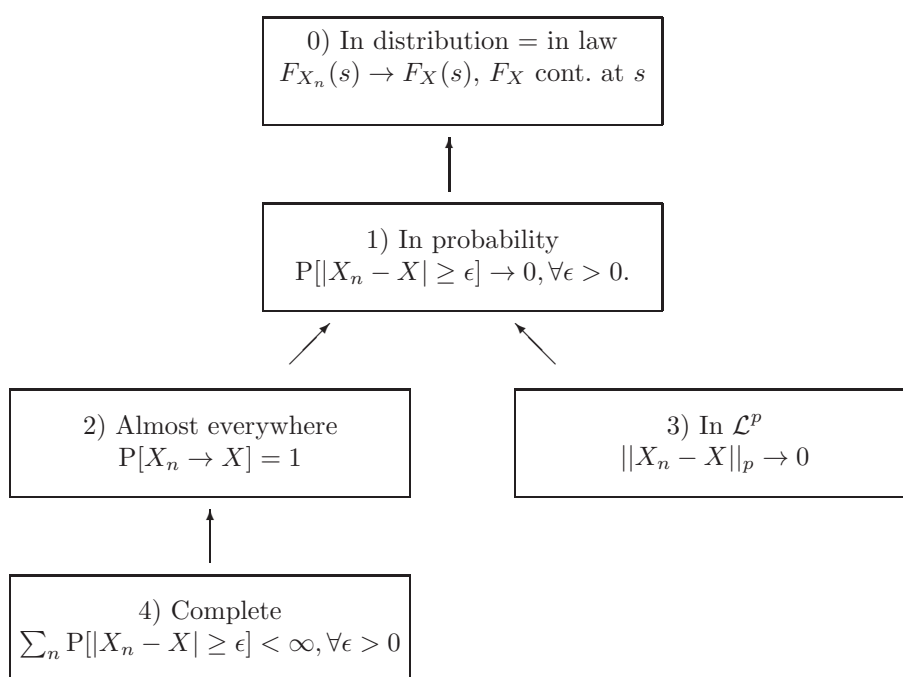 0) In distribution = in law
F_{X_n}(s) → F_X(s), F_X cont. at s
1) In probability
P[|X_n − X| ≥ ϵ] → 0, ∀ϵ > 0.
2) Almost everywhere
P[X_n → X] = 1
3) In ℒ^p
||X_n − X||_p → 0
4) Complete
∑_n P[|X_n − X| ≥ ϵ] < ∞, ∀ϵ > 0